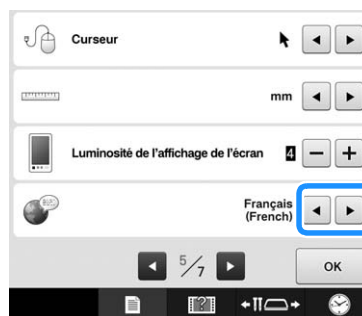 Curseur
mm
Luminosité de l'affichage de l'écran 4
Français
(French)
5/7
OK